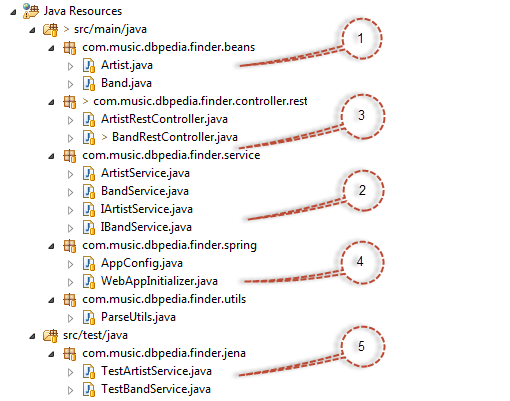 Java Resources
> src/main/java
com.music.dbpedia.finder.beans
1
Artist.java
Band.java
> com.music.dbpedia.finder.controller.rest
3
ArtistRestController.java
> BandRestController.java
com.music.dbpedia.finder.service
ArtistService.java
BandService.java
2
IArtistService.java
IBandService.java
com.music.dbpedia.finder.spring
AppConfig.java
4
WebAppInitializer.java
com.music.dbpedia.finder.utils
ParseUtils.java
src/test/java
5
com.music.dbpedia.finder.jena
TestArtistService.java
TestBandService.java